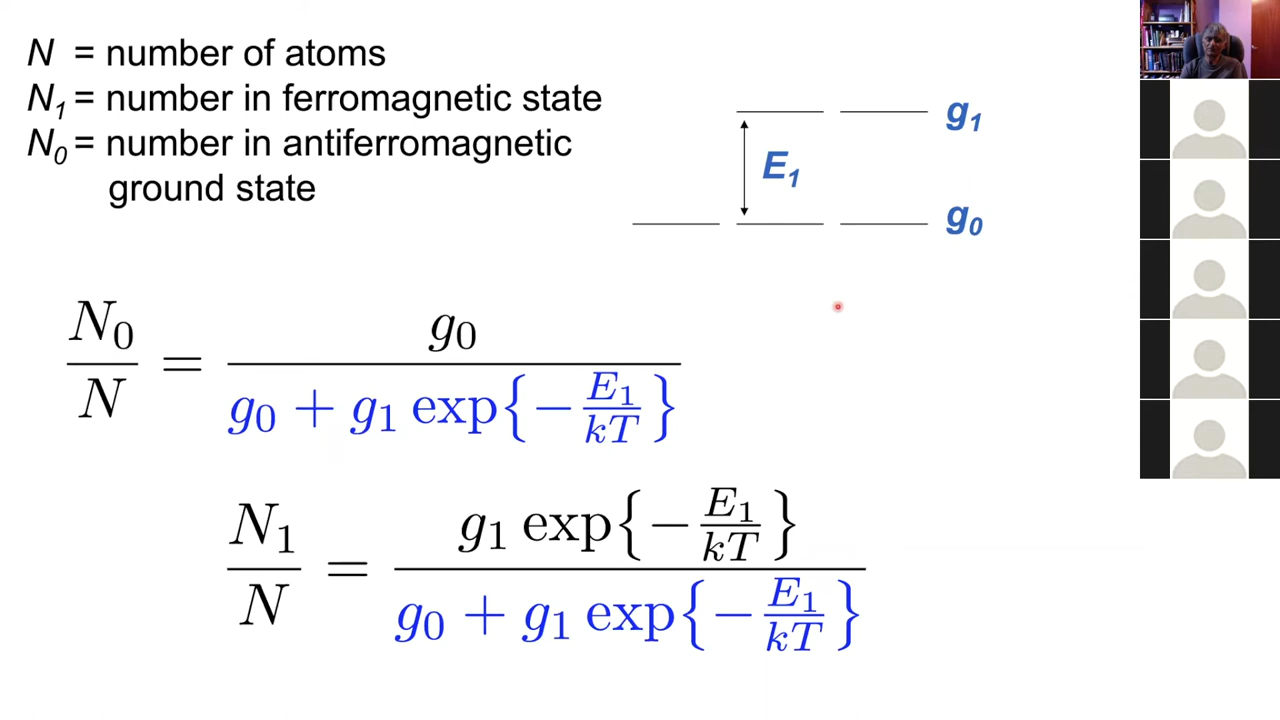 N = number of atoms
N₁ = number in ferromagnetic state
N₀ = number in antiferromagnetic
ground state
g₁
E₁
g₀
N₀/N = g₀ / (g₀ + g₁ exp{−E₁/kT})
N₁/N = g₁ exp{−E₁/kT} / (g₀ + g₁ exp{−E₁/kT})